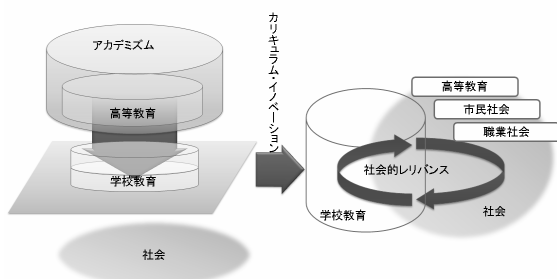 アカデミズム
高等教育
学校教育
社会
カリキュラム・イノベーション
高等教育
市民社会
職業社会
社会的レリバンス
学校教育
社会